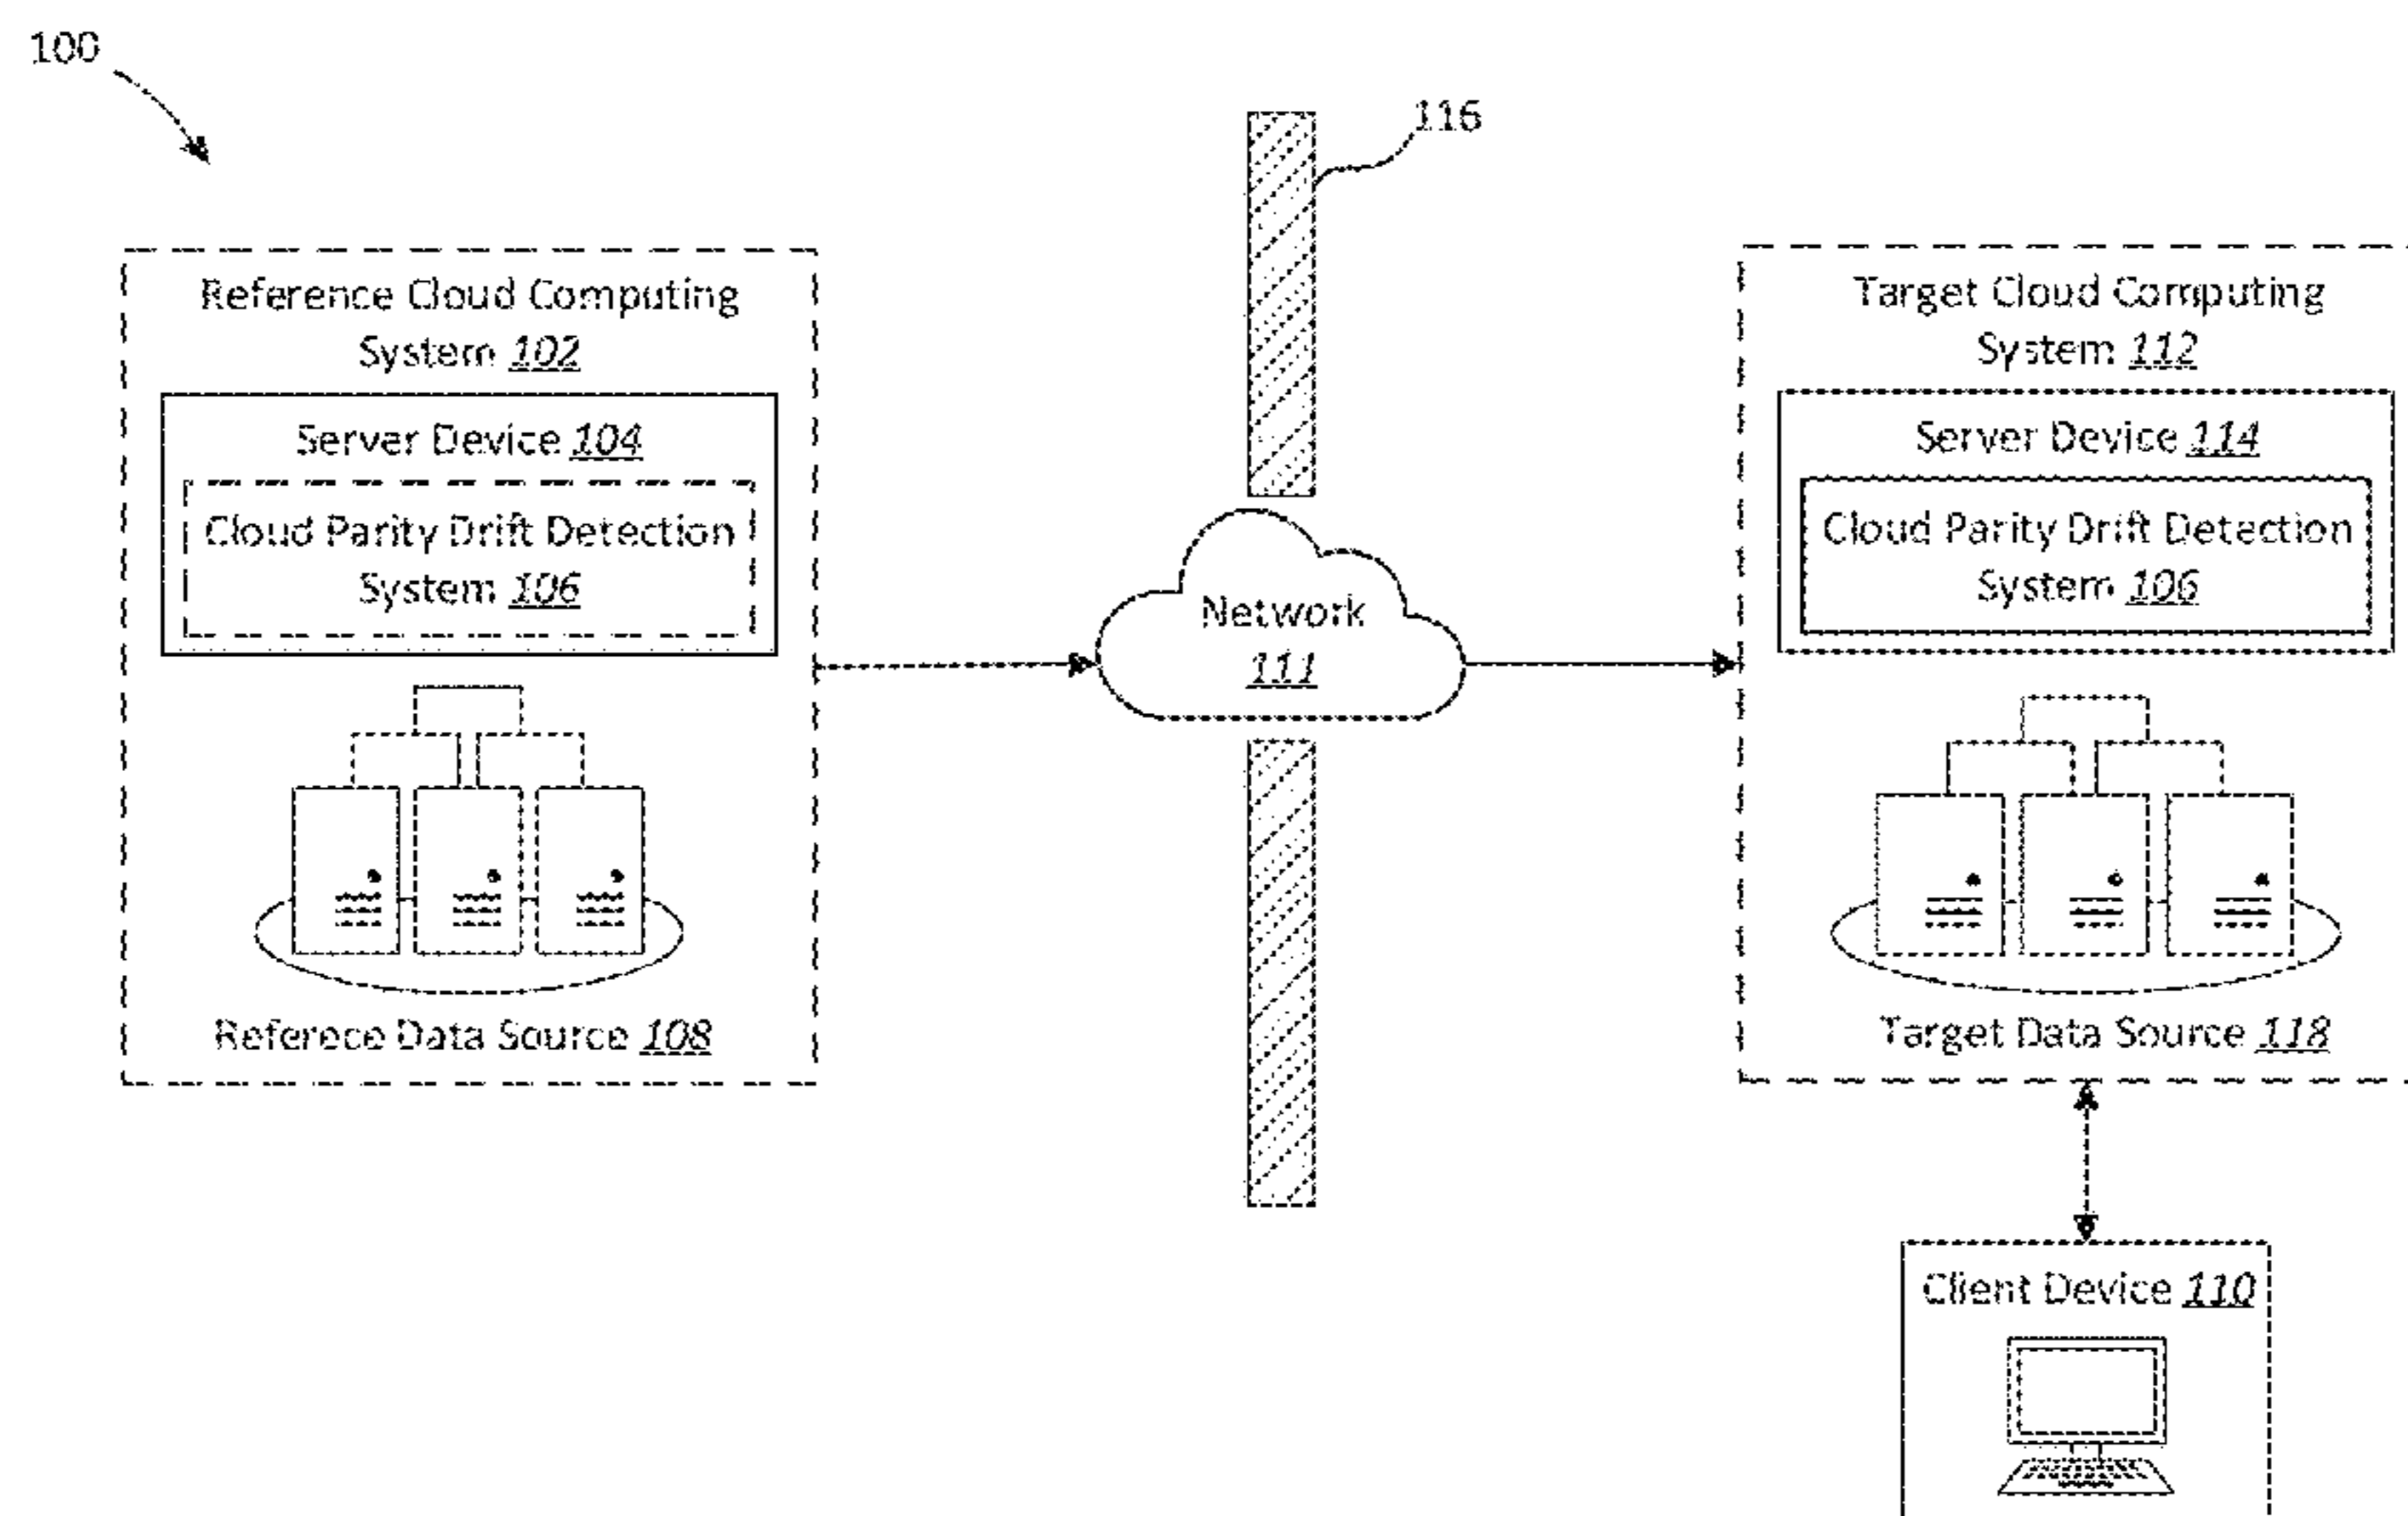 100
116
Reference Cloud Computing
System 102
Server Device 104
Cloud Parity Drift Detection
System 106
Referece Data Source 108
Network
111
Target Cloud Computing
System 112
Server Device 114
Cloud Parity Drift Detection
System 106
Target Data Source 118
Client Device 110